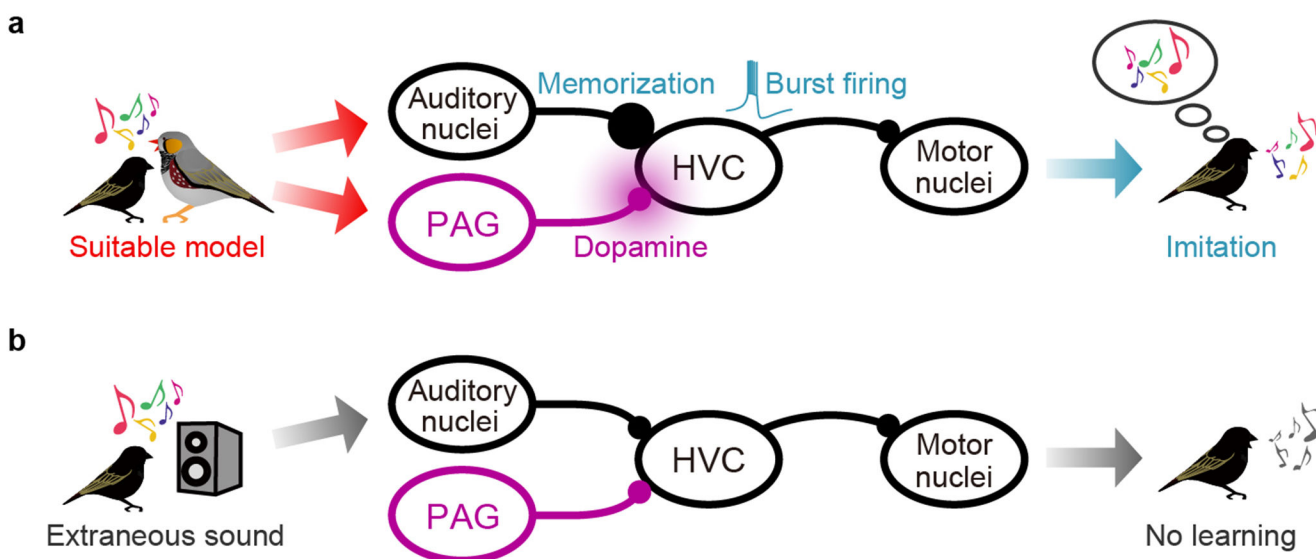 a
Auditory
nuclei
Memorization
Burst firing
HVC
Motor
nuclei
PAG
Suitable model
Dopamine
Imitation
b
Auditory
nuclei
HVC
Motor
nuclei
PAG
Extraneous sound
No learning